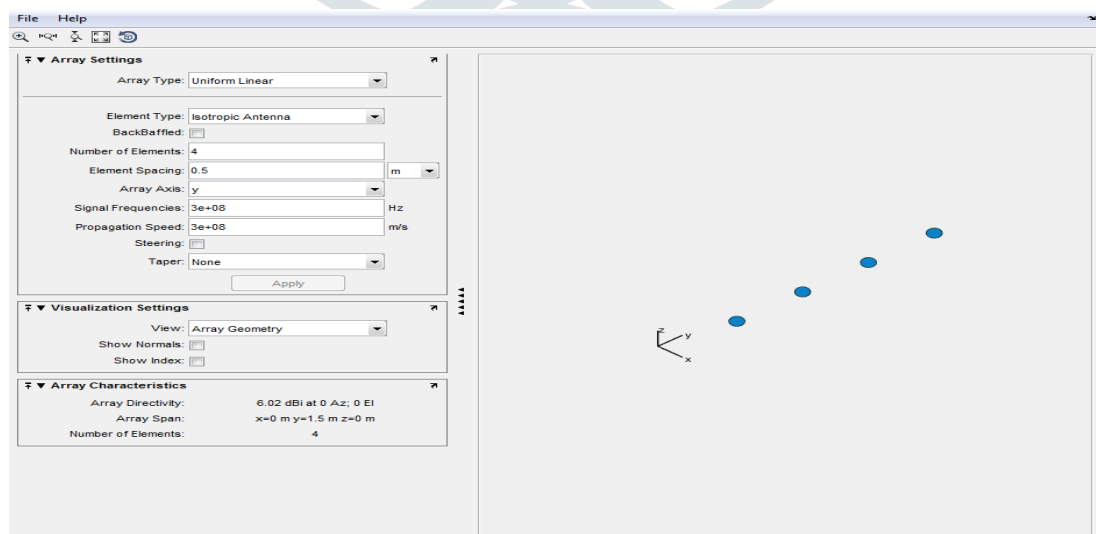 File Help
Array Settings
Array Type: Uniform Linear
Element Type: Isotropic Antenna
BackBaffled:
Number of Elements: 4
Element Spacing: 0.5 m
Array Axis: y
Signal Frequencies: 3e+08 Hz
Propagation Speed: 3e+08 m/s
Steering:
Taper: None
Apply
Visualization Settings
View: Array Geometry
Show Normals:
Show Index:
Array Characteristics
Array Directivity: 6.02 dBi at 0 Az; 0 El
Array Span: x=0 m y=1.5 m z=0 m
Number of Elements: 4
z
y
x